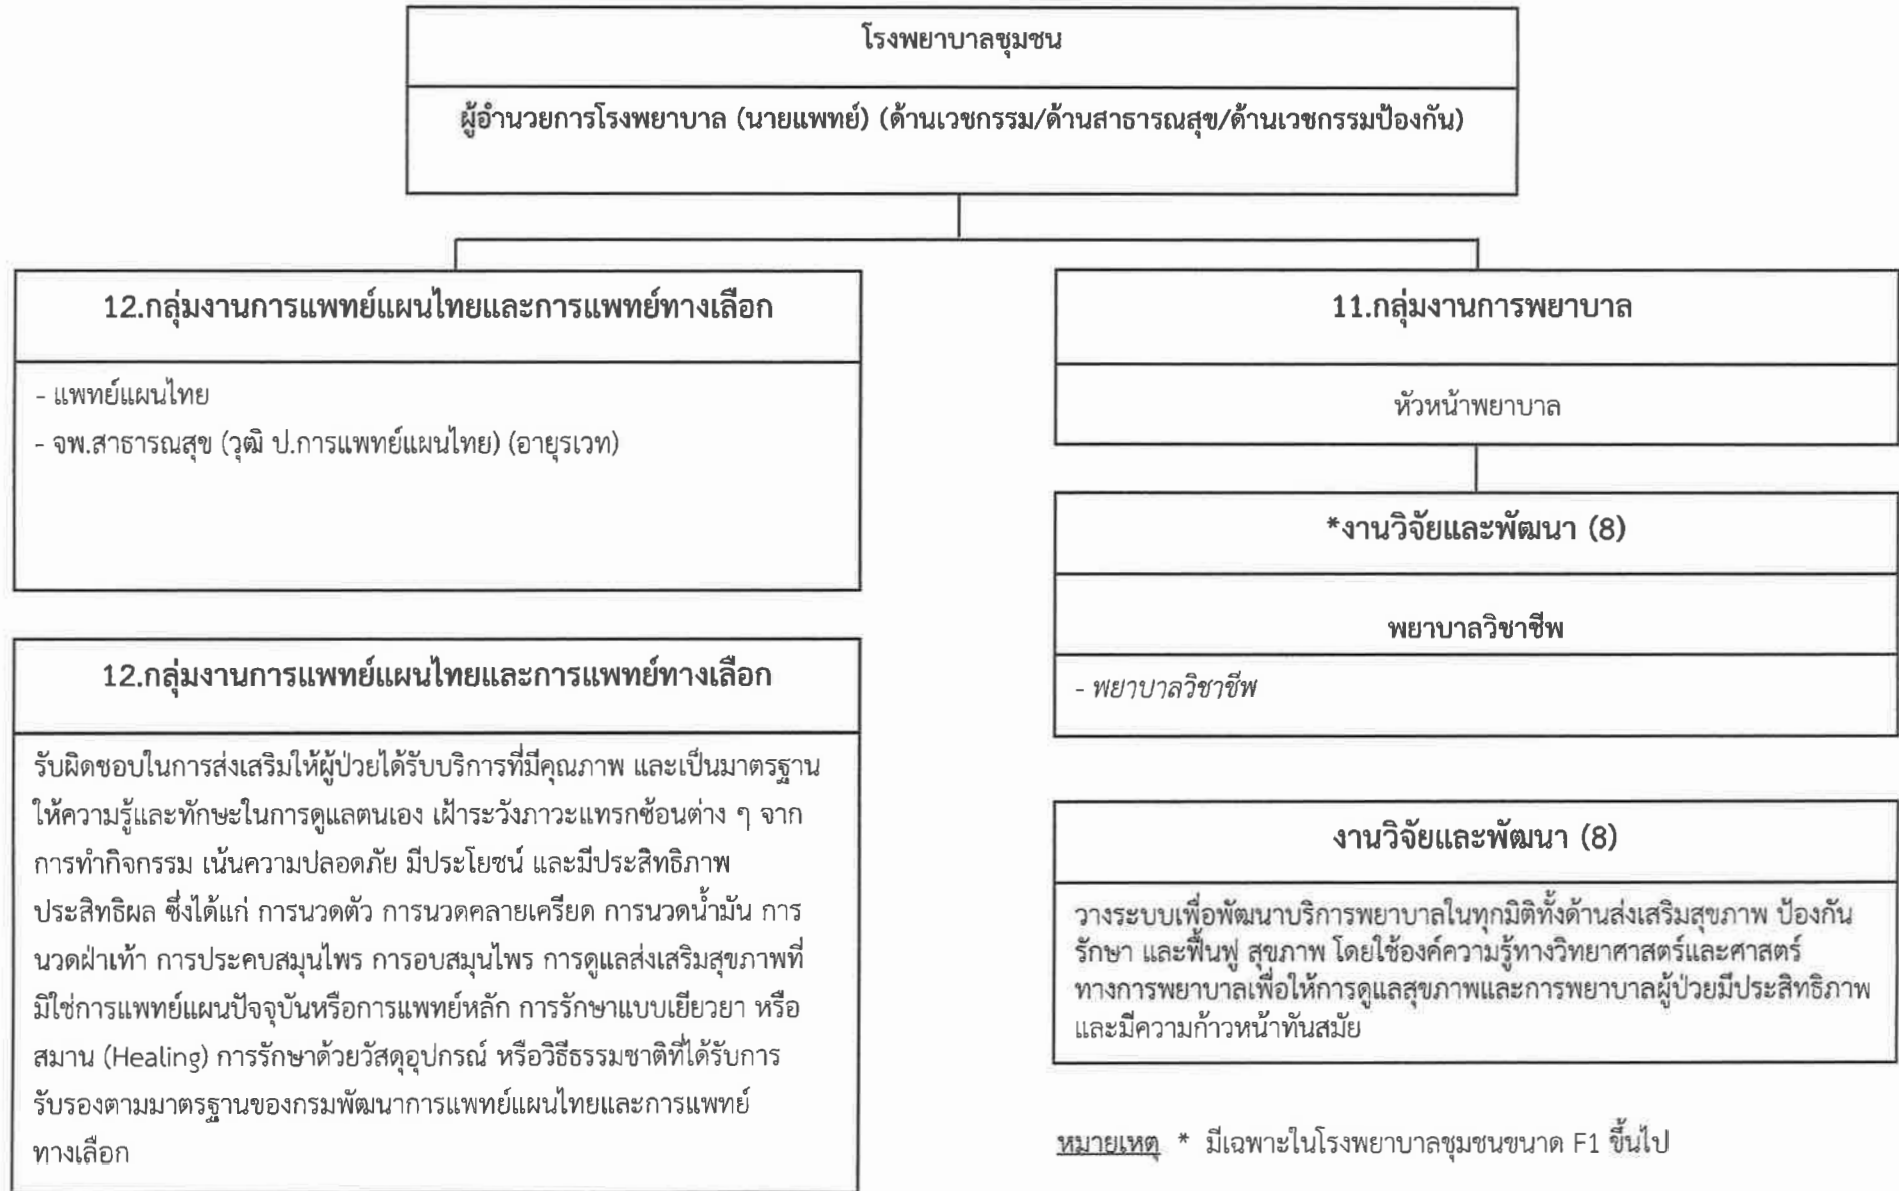 โรงพยาบาลชุมชน
ผู้อำนวยการโรงพยาบาล (นายแพทย์) (ด้านเวชกรรม/ด้านสาธารณสุข/ด้านเวชกรรมป้องกัน)
12.กลุ่มงานการแพทย์แผนไทยและการแพทย์ทางเลือก
- แพทย์แผนไทย
- จพ.สาธารณสุข (วุฒิ ป.การแพทย์แผนไทย) (อายุรเวท)
12.กลุ่มงานการแพทย์แผนไทยและการแพทย์ทางเลือก
รับผิดชอบในการส่งเสริมให้ผู้ป่วยได้รับบริการที่มีคุณภาพ และเป็นมาตรฐาน
ให้ความรู้และทักษะในการดูแลตนเอง เฝ้าระวังภาวะแทรกซ้อนต่าง ๆ จาก
การทำกิจกรรม เน้นความปลอดภัย มีประโยชน์ และมีประสิทธิภาพ
ประสิทธิผล ซึ่งได้แก่ การนวดตัว การนวดคลายเครียด การนวดน้ำมัน การ
นวดฝ่าเท้า การประคบสมุนไพร การอบสมุนไพร การดูแลส่งเสริมสุขภาพที่
มิใช่การแพทย์แผนปัจจุบันหรือการแพทย์หลัก การรักษาแบบเยียวยา หรือ
สมาน (Healing) การรักษาด้วยวัสดุอุปกรณ์ หรือวิธีธรรมชาติที่ได้รับการ
รับรองตามมาตรฐานของกรมพัฒนาการแพทย์แผนไทยและการแพทย์
ทางเลือก
11.กลุ่มงานการพยาบาล
หัวหน้าพยาบาล
*งานวิจัยและพัฒนา (8)
พยาบาลวิชาชีพ
- พยาบาลวิชาชีพ
งานวิจัยและพัฒนา (8)
วางระบบเพื่อพัฒนาบริการพยาบาลในทุกมิติทั้งด้านส่งเสริมสุขภาพ ป้องกัน
รักษา และฟื้นฟู สุขภาพ โดยใช้องค์ความรู้ทางวิทยาศาสตร์และศาสตร์
ทางการพยาบาลเพื่อให้การดูแลสุขภาพและการพยาบาลผู้ป่วยมีประสิทธิภาพ
และมีความก้าวหน้าทันสมัย
หมายเหตุ * มีเฉพาะในโรงพยาบาลชุมชนขนาด F1 ขึ้นไป